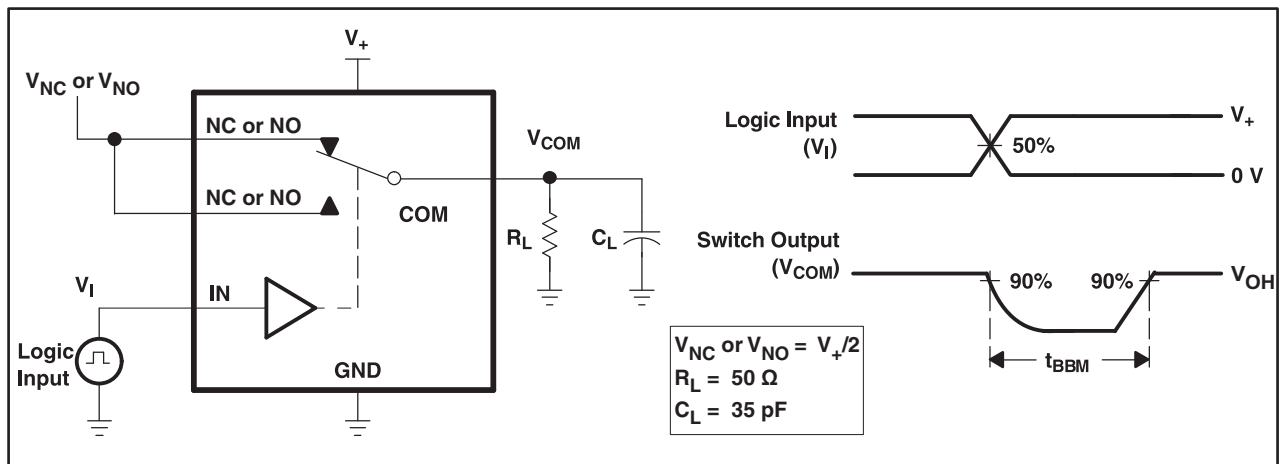 V+
VNC or VNO
NC or NO
VCOM
NC or NO
COM
RL
CL
VI
IN
Logic
Input
GND
Logic Input
(VI)
V+
50%
0 V
Switch Output
(VCOM)
90%
90%
VOH
tBBM
VNC or VNO = V+/2
RL = 50 Ω
CL = 35 pF